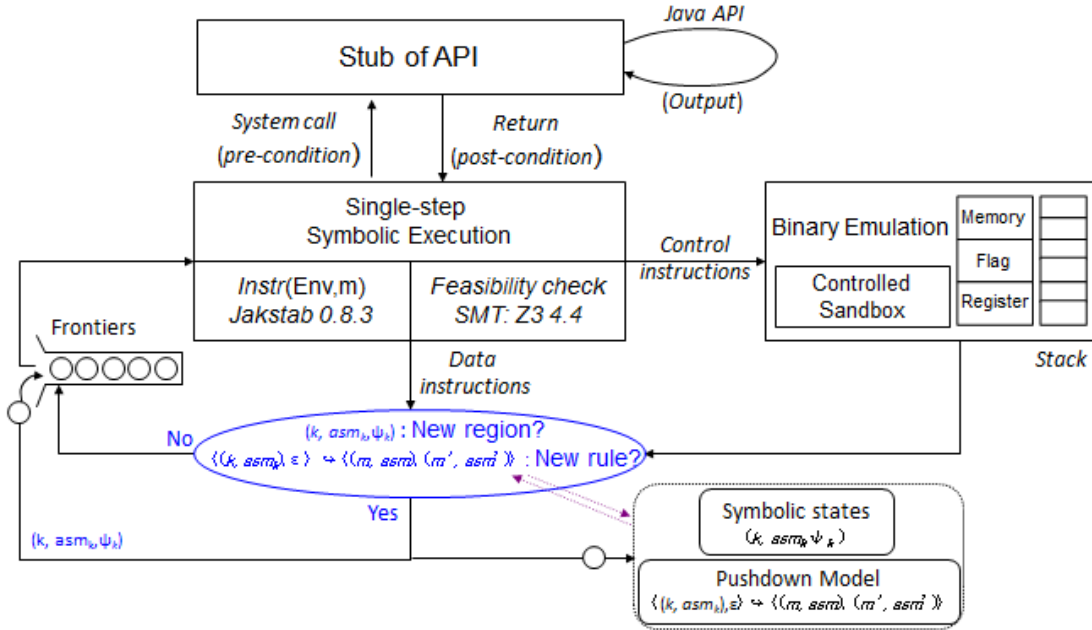 Java API
Stub of API
(Output)
System call
(pre-condition)
Return
(post-condition)
Single-step
Symbolic Execution
Instr(Env,m)
Jakstab 0.8.3
Feasibility check
SMT: Z3 4.4
Control
instructions
Binary Emulation
Controlled
Sandbox
Memory
Flag
Register
Stack
Frontiers
Data
instructions
No
(k, asmₖ,ψₖ) : New region?
⟨(k, asmₖ), ε⟩ ↪ ⟨(m, asm), (m', asm')⟩ : New rule?
Yes
(k, asmₖ,ψₖ)
Symbolic states
(k, asmₖ ψₖ)
Pushdown Model
⟨(k, asmₖ),ε⟩ ↪ ⟨(m, asm), (m', asm')⟩